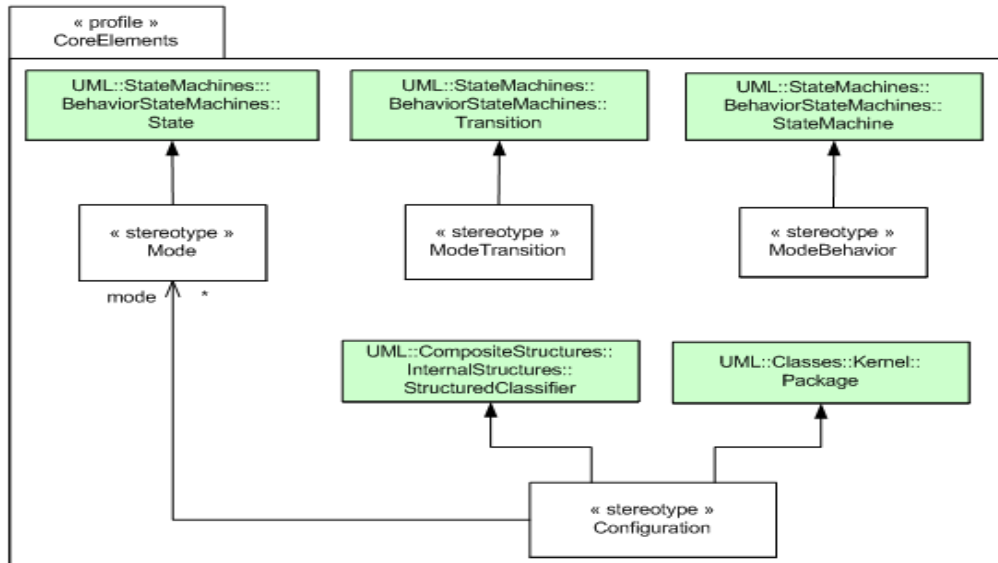 « profile »
CoreElements
UML::StateMachines:::
BehaviorStateMachines::
State
UML::StateMachines::
BehaviorStateMachines::
Transition
UML::StateMachines::
BehaviorStateMachines::
StateMachine
« stereotype »
Mode
« stereotype »
ModeTransition
« stereotype »
ModeBehavior
mode *
UML::CompositeStructures::
InternalStructures::
StructuredClassifier
UML::Classes::Kernel::
Package
« stereotype »
Configuration